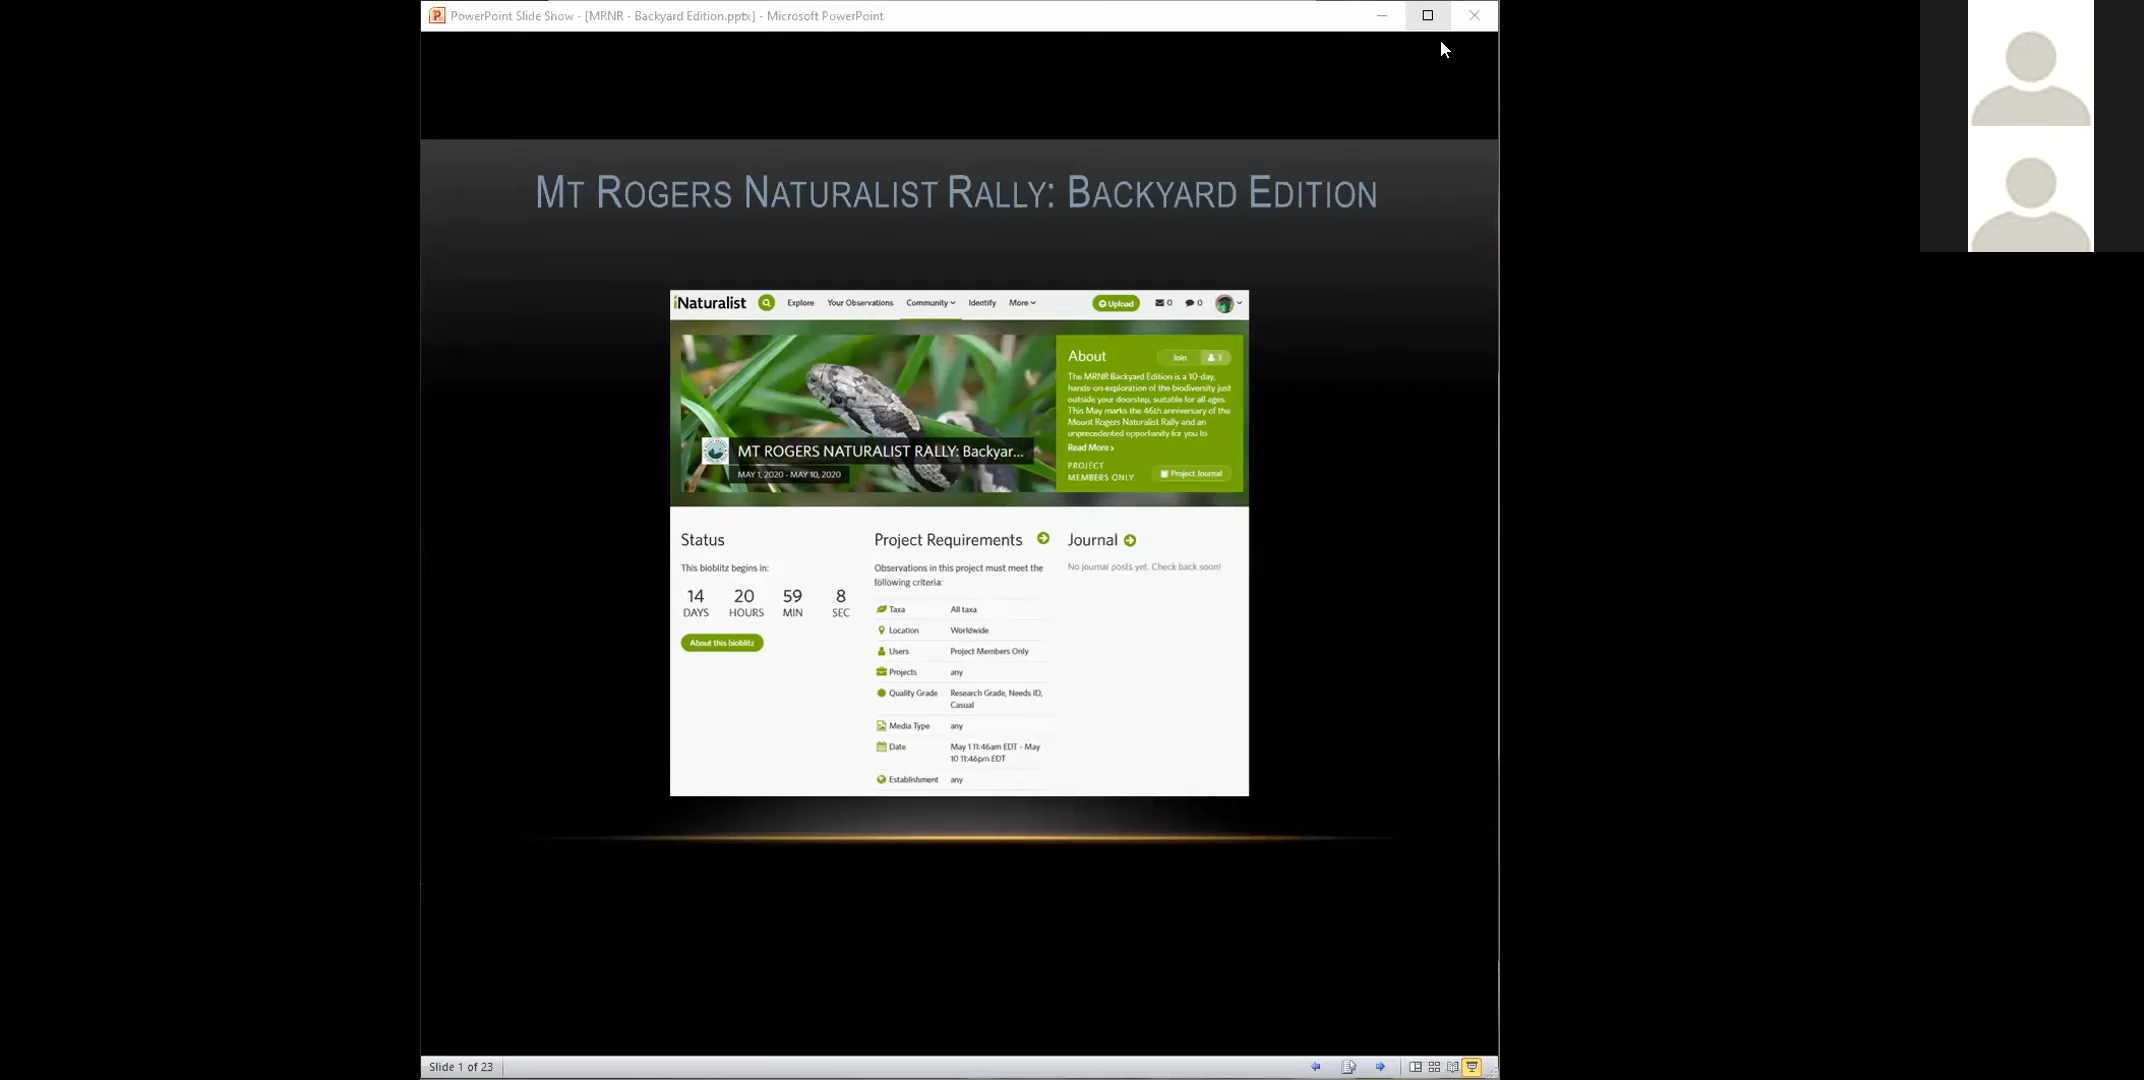 PowerPoint Slide Show - [MRNR - Backyard Edition.pptx] - Microsoft PowerPoint
MT ROGERS NATURALIST RALLY: BACKYARD EDITION
iNaturalist Explore Your Observations Community Identify More Upload 0 0
About Join 3
The MRNR Backyard Edition is a 10-day,
hands-on exploration of the biodiversity just
outside your doorstep, suitable for all ages.
This May marks the 46th anniversary of the
Mount Rogers Naturalist Rally and an
unprecedented opportunity for you to
Read More >
PROJECT
MEMBERS ONLY
Project Journal
MT ROGERS NATURALIST RALLY: Backyar...
MAY 1, 2020 - MAY 10, 2020
Status
This bioblitz begins in:
14 20 59 8
DAYS HOURS MIN SEC
About this bioblitz
Project Requirements
Observations in this project must meet the
following criteria:
Taxa All taxa
Location Worldwide
Users Project Members Only
Projects any
Quality Grade Research Grade, Needs ID,
Casual
Media Type any
Date May 1 11:46am EDT - May
10 11:46pm EDT
Establishment any
Journal
No journal posts yet. Check back soon!
Slide 1 of 23